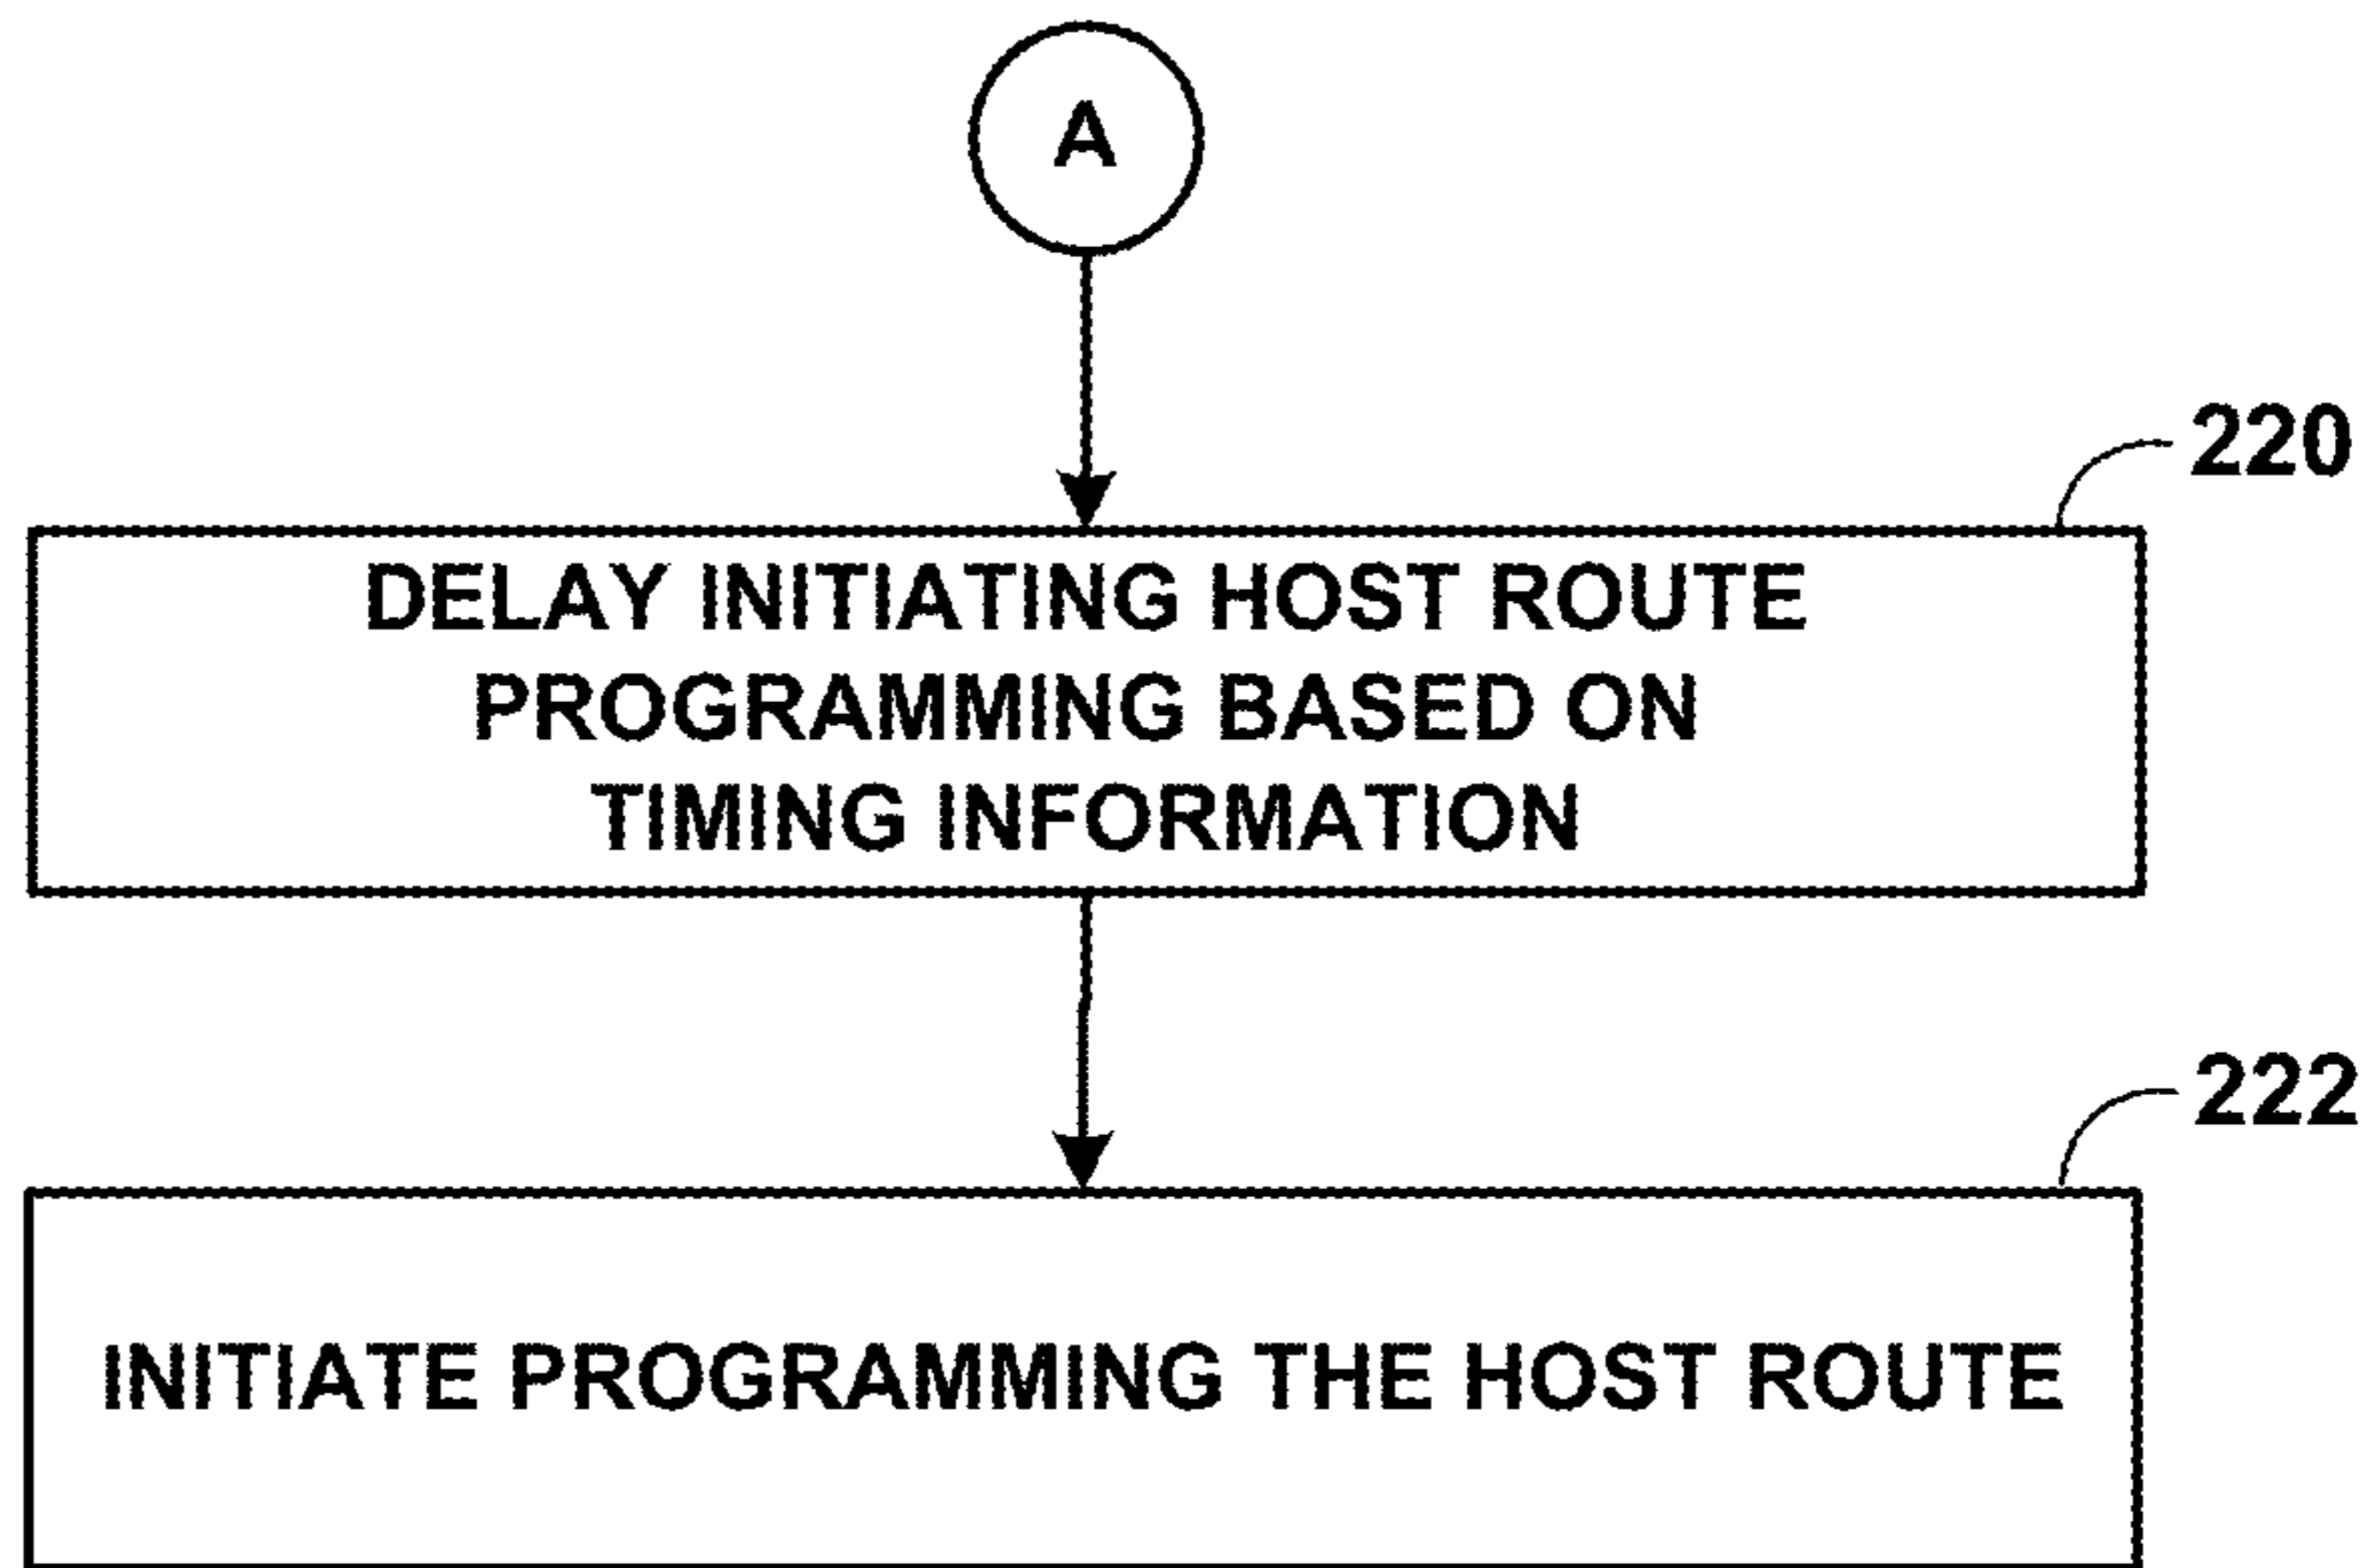 A
220
DELAY INITIATING HOST ROUTE
PROGRAMMING BASED ON
TIMING INFORMATION
222
INITIATE PROGRAMMING THE HOST ROUTE